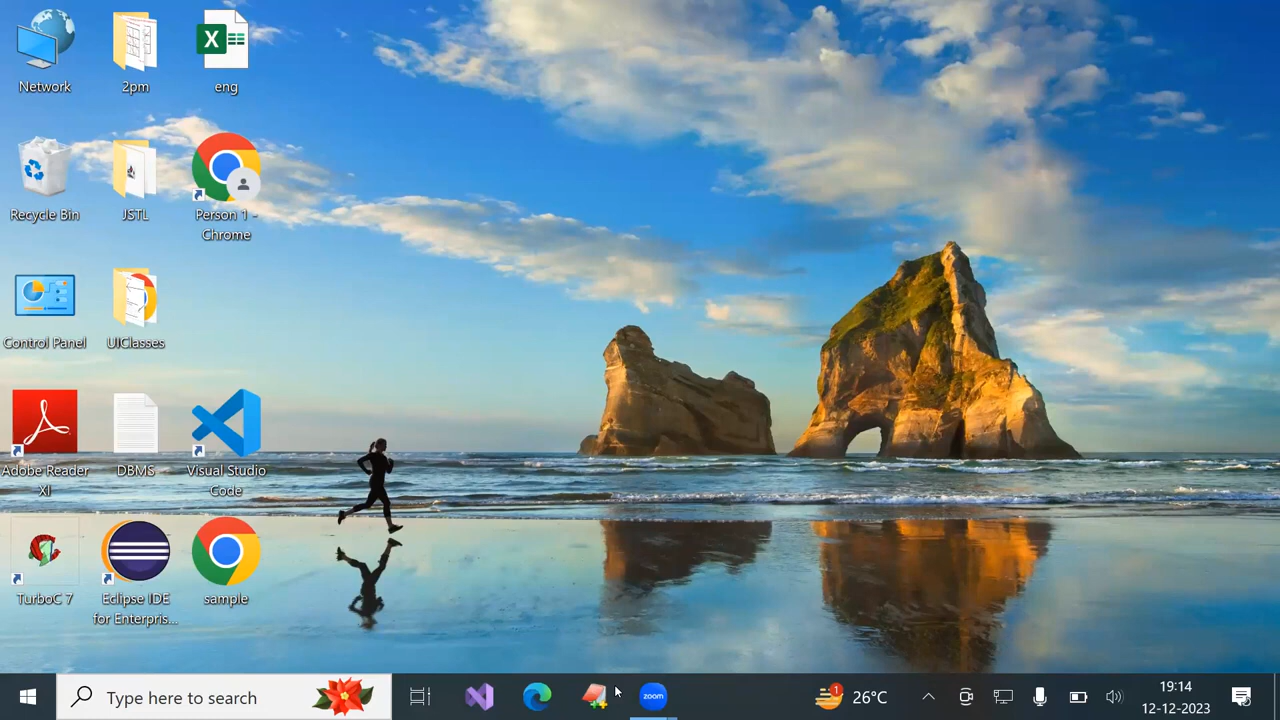 Network
2pm
eng
Recycle Bin
JSTL
Person 1 -
Chrome
Control Panel
UIClasses
Adobe Reader
XI
DBMS
Visual Studio
Code
TurboC 7
Eclipse IDE
for Enterpris...
sample
Type here to search
zoom
1
26°C
19:14
12-12-2023